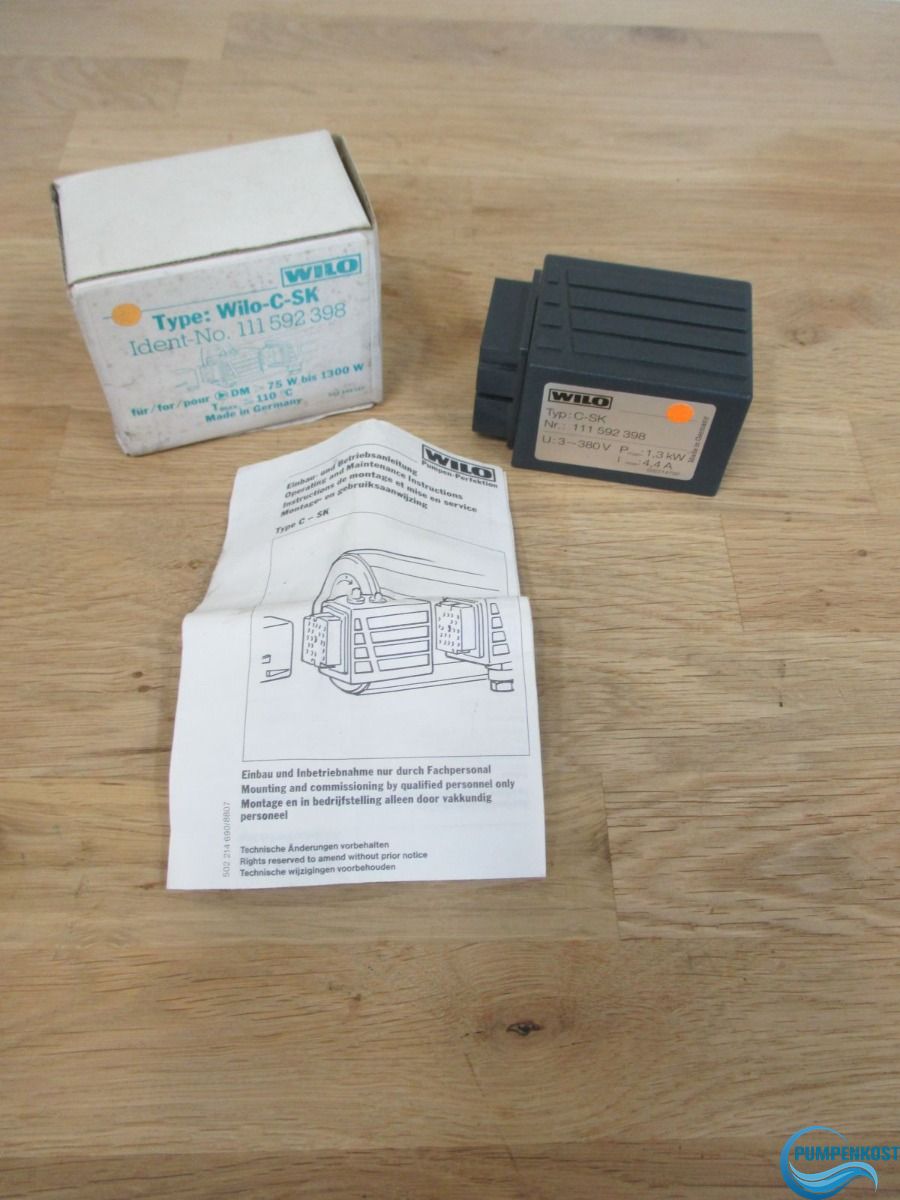 WILO
Type: Wilo-C-SK
Ident-No. 111 592 398
für/for/pour DM > 75 W bis 1300 W
Tmax > 110 °C
Made in Germany
WILO
Typ: C-SK
Nr.: 111 592 398
U: 3~380V Pmax: 1,3 kW
Imax: 4,4 A
Made in Germany
WILO
Pumpen-Perfektion
Einbau- und Betriebsanleitung
Operating and Maintenance Instructions
Instructions de montage et mise en service
Montage- en gebruiksaanwijzing
Type C – SK
Einbau und Inbetriebnahme nur durch Fachpersonal
Mounting and commissioning by qualified personnel only
Montage en in bedrijfstelling alleen door vakkundig
personeel
502 214 690/8807
Technische Änderungen vorbehalten
Rights reserved to amend without prior notice
Technische wijzigingen voorbehouden
PUMPENKOST